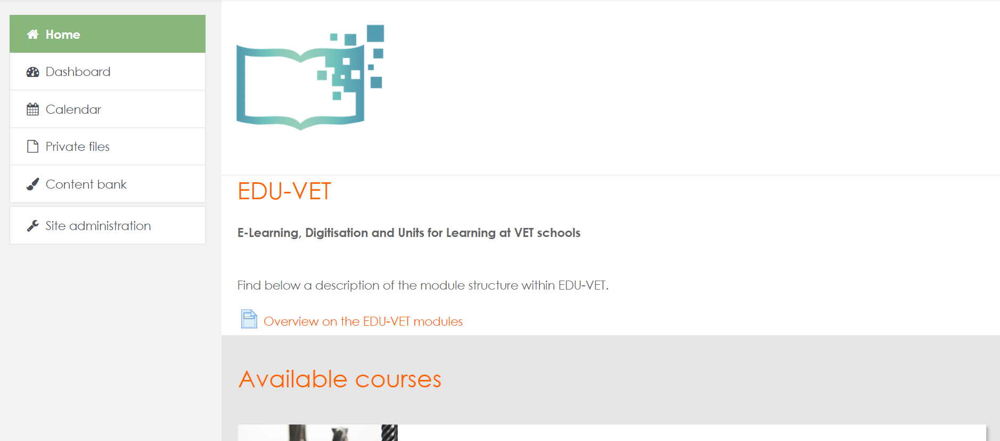 Home
Dashboard
Calendar
Private files
Content bank
Site administration
EDU-VET
E-Learning, Digitisation and Units for Learning at VET schools
Find below a description of the module structure within EDU-VET.
Overview on the EDU-VET modules
Available courses